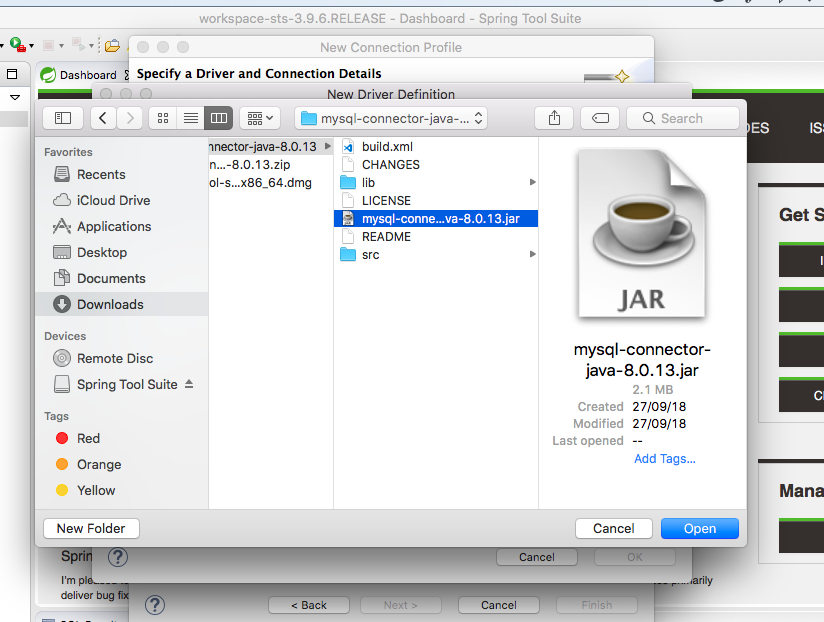 workspace-sts-3.9.6.RELEASE - Dashboard - Spring Tool Suite
New Connection Profile
Dashboard
Specify a Driver and Connection Details
New Driver Definition
mysql-connector-java-...
Search
DES
ISS
Favorites
Recents
iCloud Drive
Applications
Desktop
Documents
Downloads
Devices
Remote Disc
Spring Tool Suite
Tags
Red
Orange
Yellow
nnector-java-8.0.13
n...-8.0.13.zip
ol-s...x86_64.dmg
build.xml
CHANGES
lib
LICENSE
mysql-conne...va-8.0.13.jar
README
src
JAR
mysql-connector-
java-8.0.13.jar
2.1 MB
Created 27/09/18
Modified 27/09/18
Last opened --
Add Tags...
Get S
Mana
New Folder
Cancel
Open
Sprin
?
Cancel
OK
I'm
primarily
deliver bug fix
?
< Back
Next >
Cancel
Finish